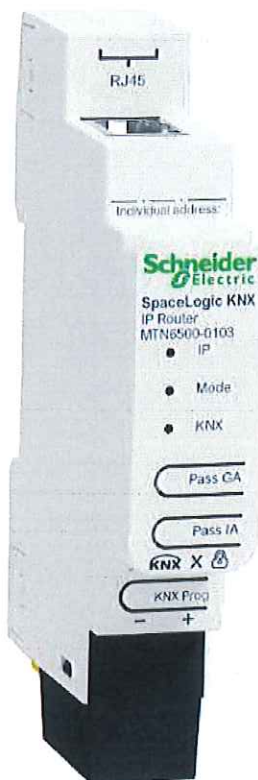 RJ45
Individual address:
Schneider
Electric
SpaceLogic KNX
IP Router
MTN6500-0103
IP
Mode
KNX
Pass GA
Pass IA
KNX X
KNX Prog
- +